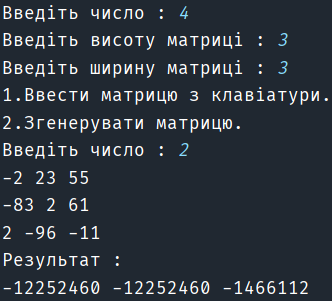 Введіть число : 4
Введіть висоту матриці : 3
Введіть ширину матриці : 3
1.Ввести матрицю з клавіатури.
2.Згенерувати матрицю.
Введіть число : 2
-2 23 55
-83 2 61
2 -96 -11
Результат :
-12252460 -12252460 -1466112